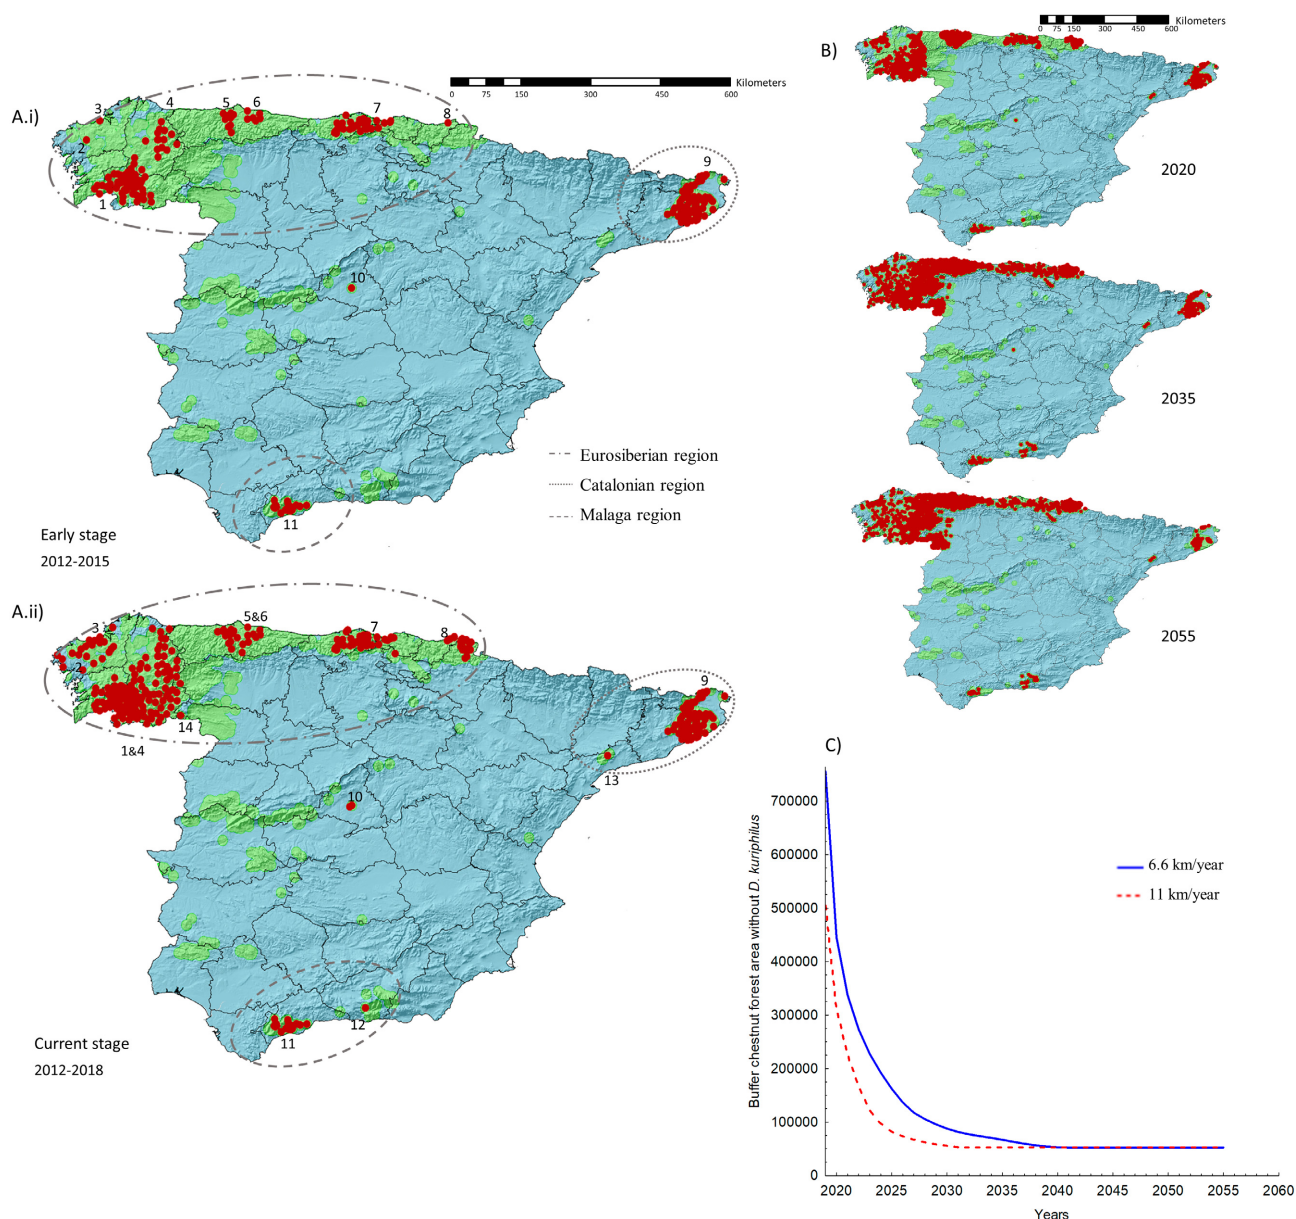 A.i)
Kilometers
0 75 150 300 450 600
1
2
3
4
5
6
7
8
9
10
11
Eurosiberian region
Catalonian region
Malaga region
Early stage
2012-2015
A.ii)
1&4
2
3
5&6
7
8
9
10
11
12
13
14
Current stage
2012-2018
B)
Kilometers
0 75 150 300 450 600
2020
2035
2055
C)
Buffer chestnut forest area without D. kuriphilus
700000
600000
500000
400000
300000
200000
100000
0
6.6 km/year
11 km/year
2020 2025 2030 2035 2040 2045 2050 2055 2060
Years